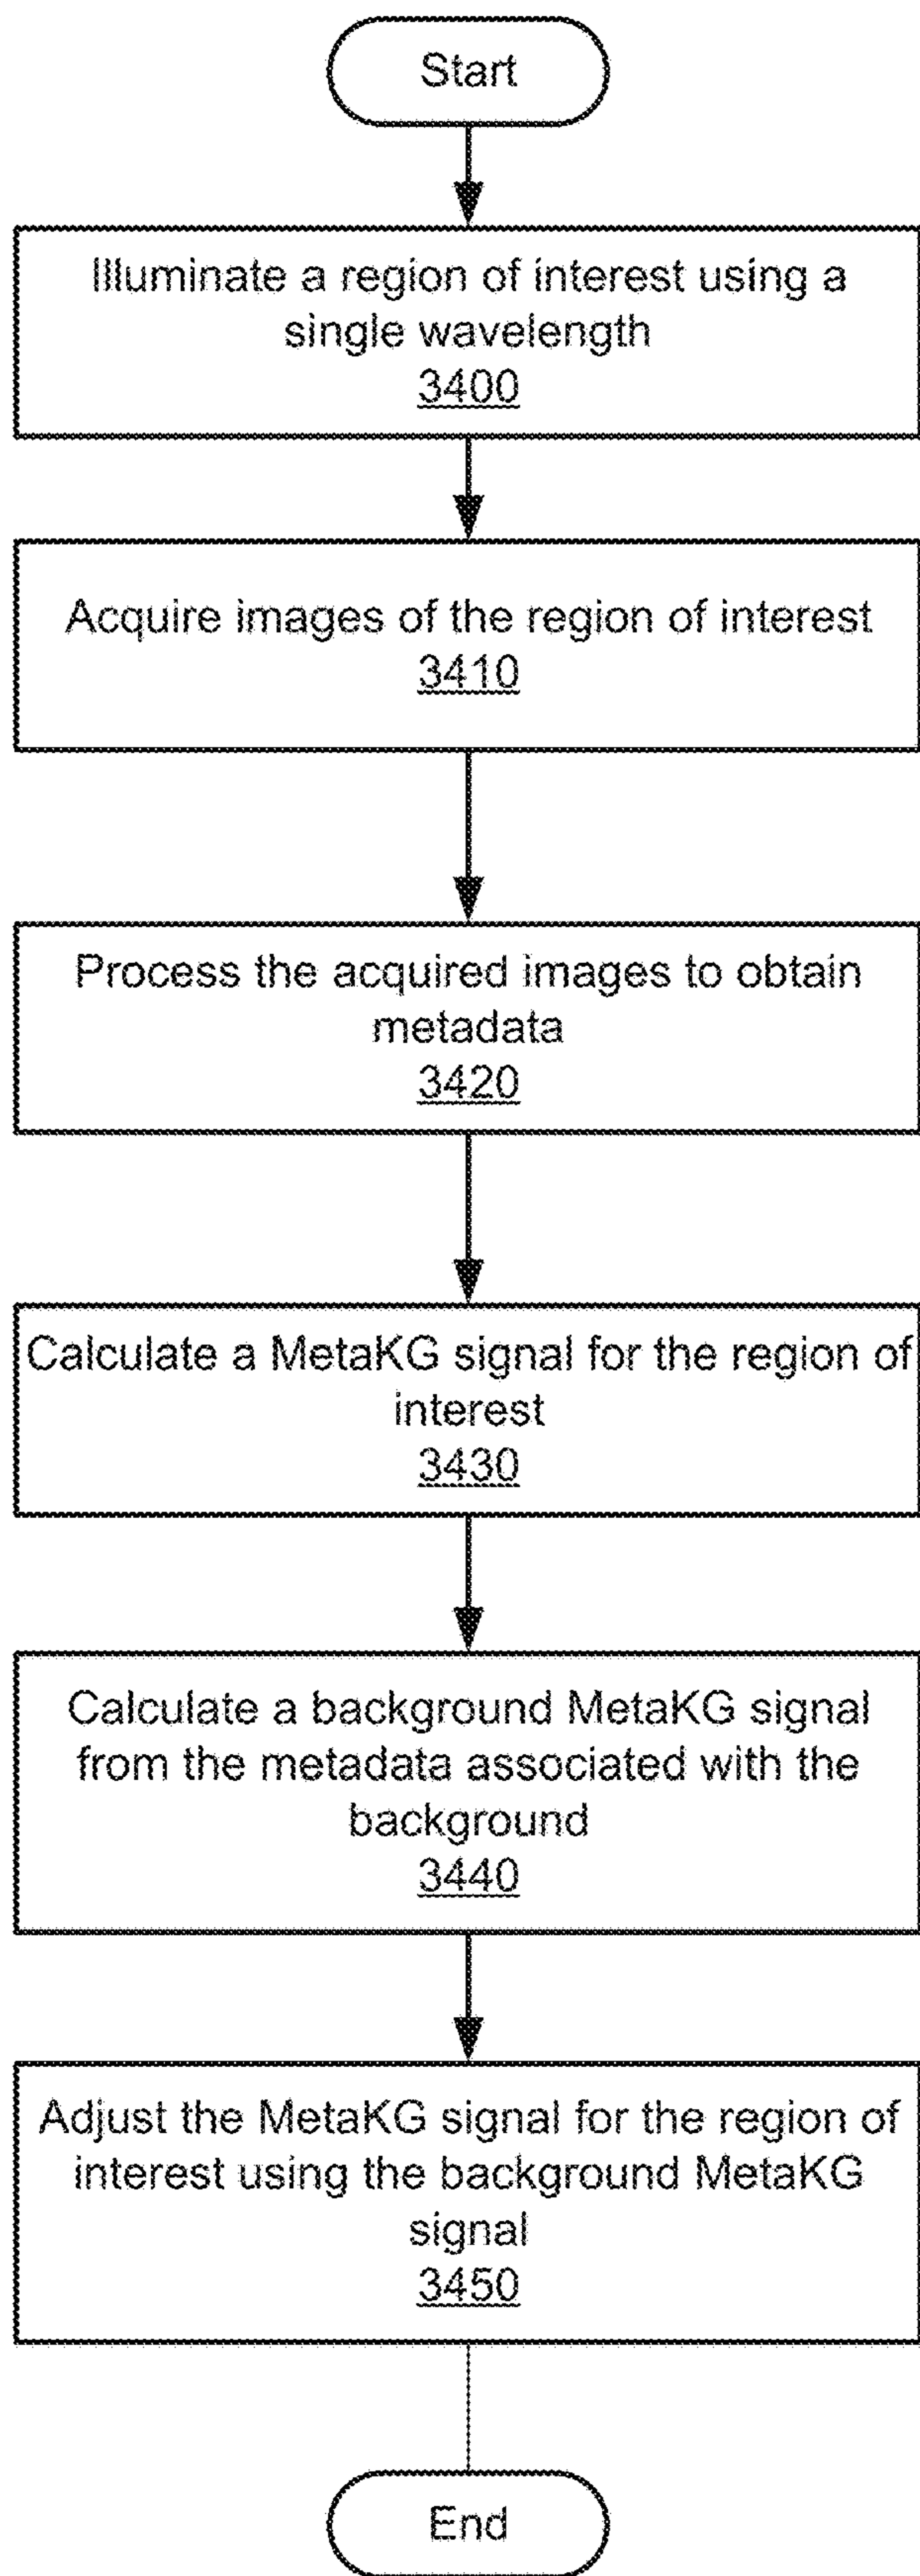 Start
Illuminate a region of interest using a
single wavelength
3400
Acquire images of the region of interest
3410
Process the acquired images to obtain
metadata
3420
Calculate a MetaKG signal for the region of
interest
3430
Calculate a background MetaKG signal
from the metadata associated with the
background
3440
Adjust the MetaKG signal for the region of
interest using the background MetaKG
signal
3450
End